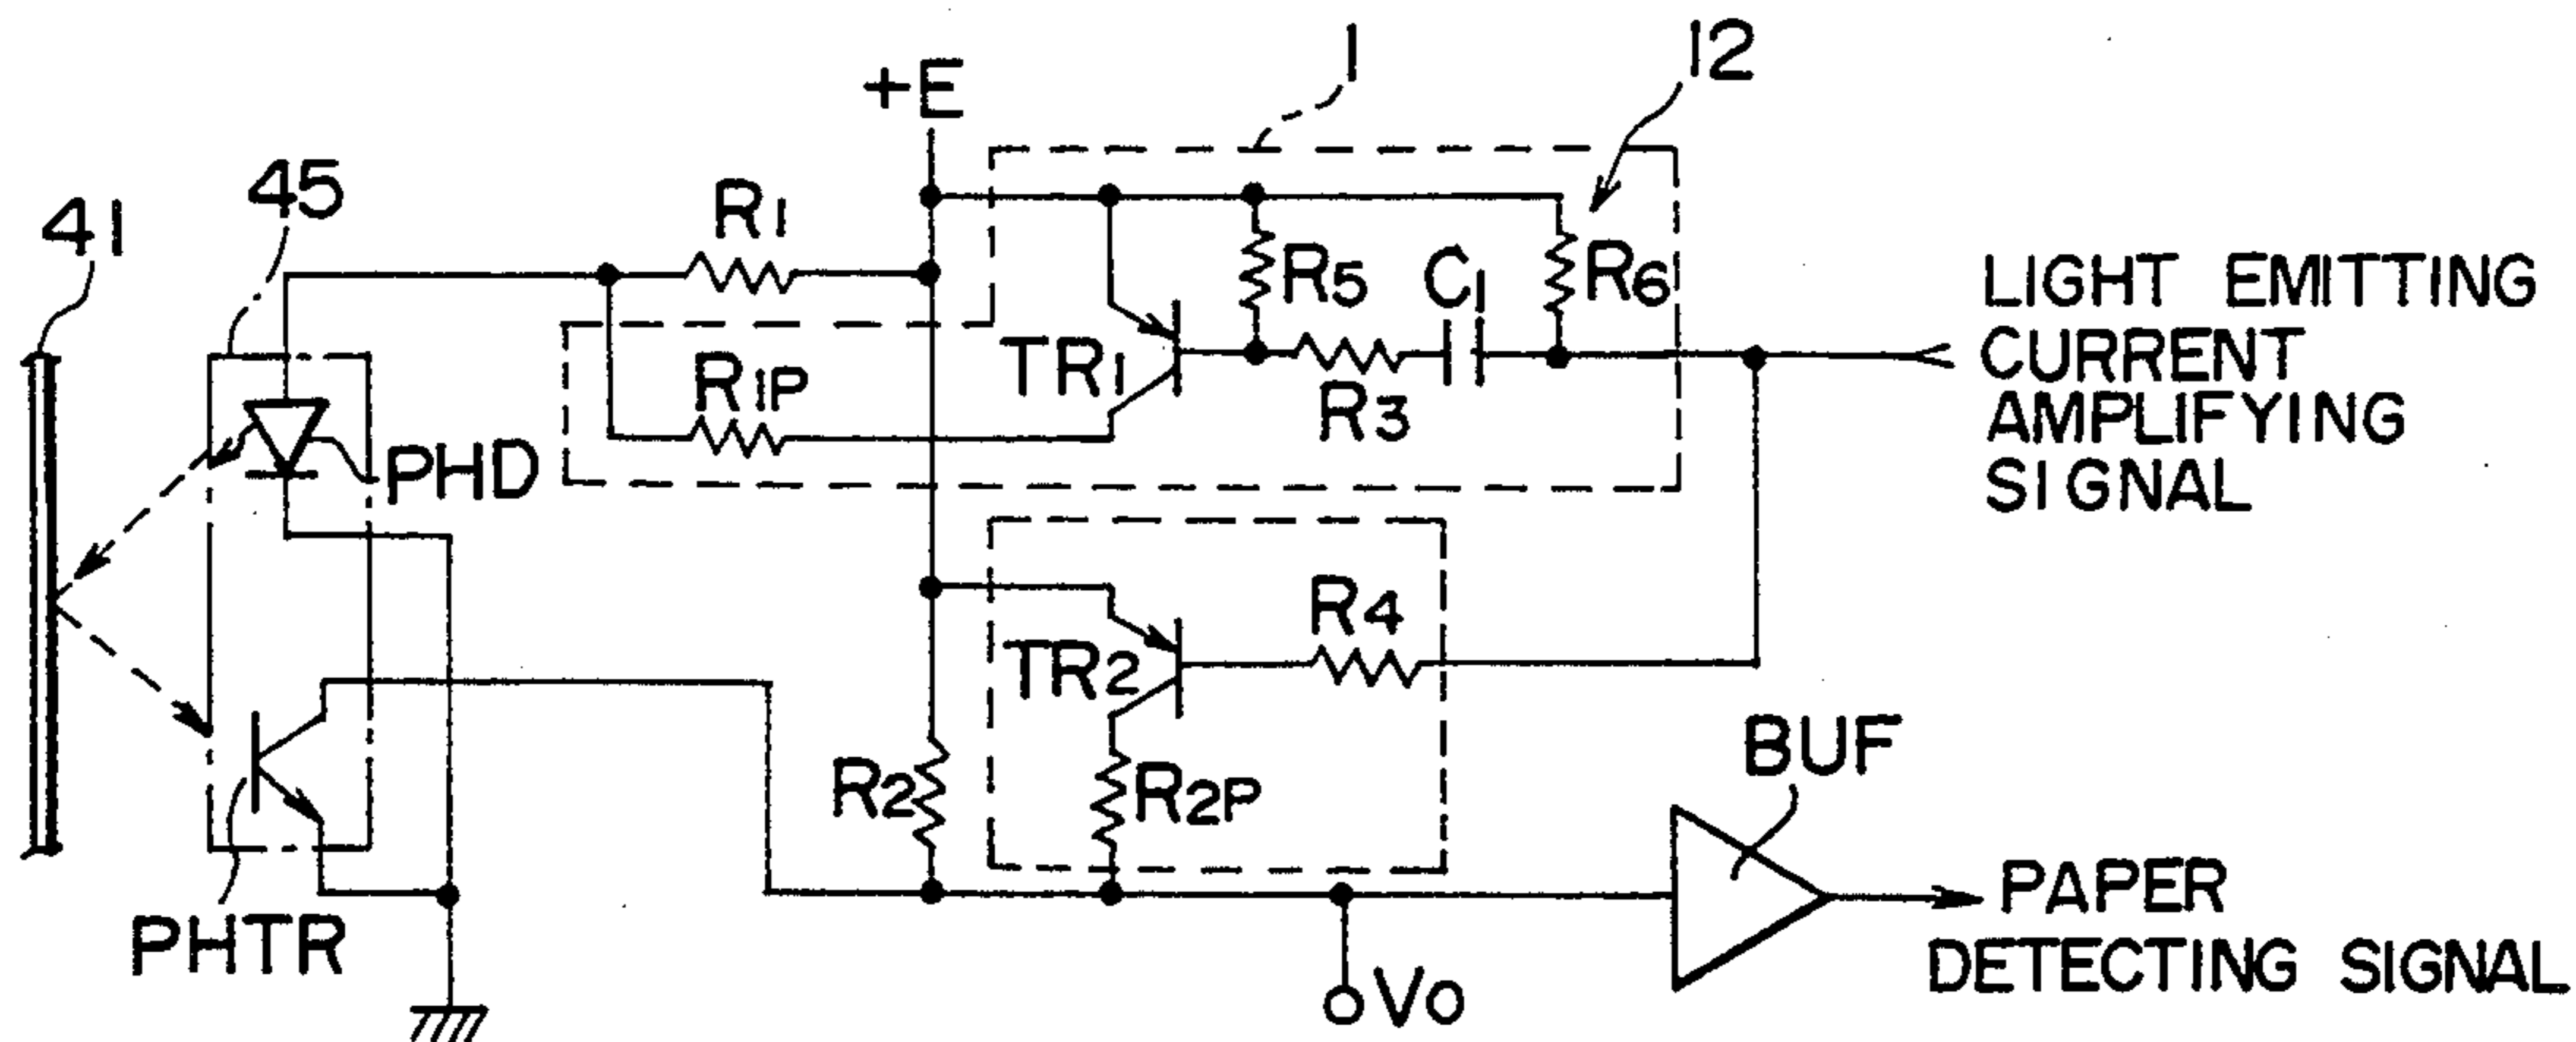 1
12
+E
45
41
R1
R5
C1
R6
LIGHT EMITTING
CURRENT
AMPLIFYING
SIGNAL
TR1
R1P
R3
PHD
R4
TR2
BUF
R2
R2P
PHTR
PAPER
DETECTING SIGNAL
Vo